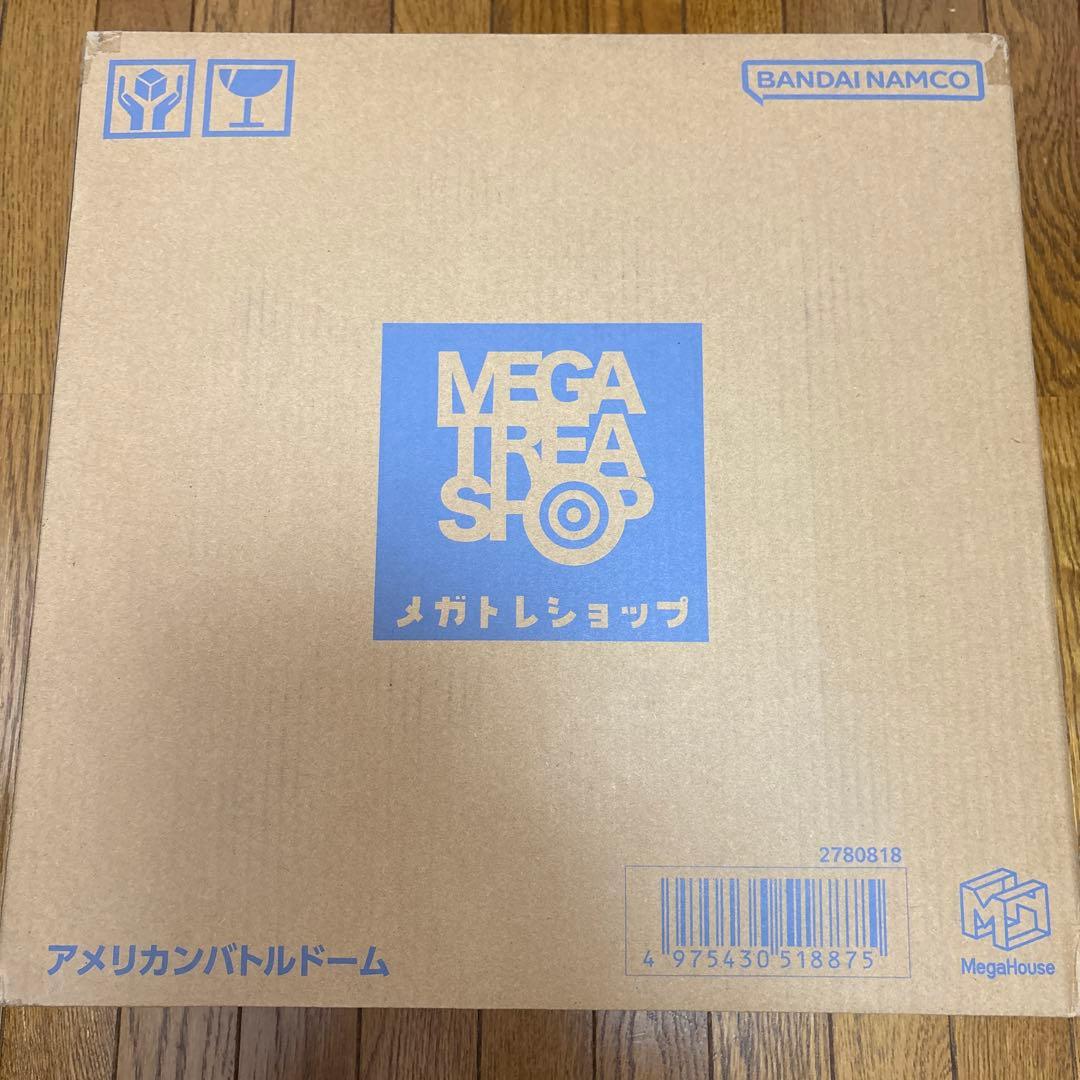 BANDAI NAMCO
MEGA
TREA
SHOP
メガトレショップ
2780818
4 975430 518875
アメリカンバトルドーム
MegaHouse